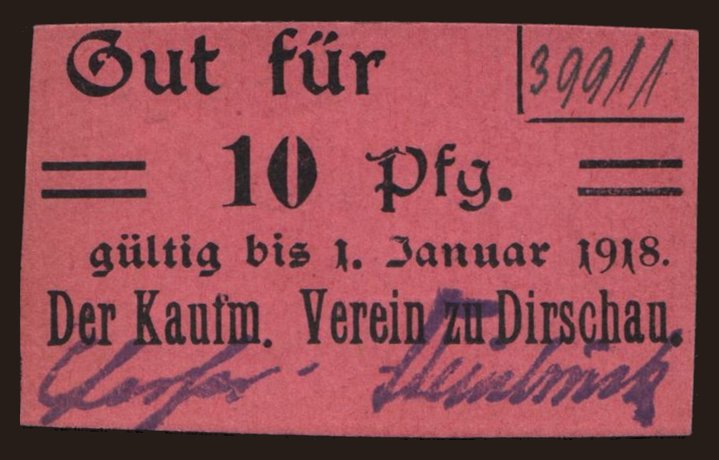 Gut für
39911
10 Pfg.
gültig bis 1. Januar 1918.
Der Kaufm. Verein zu Dirschau.